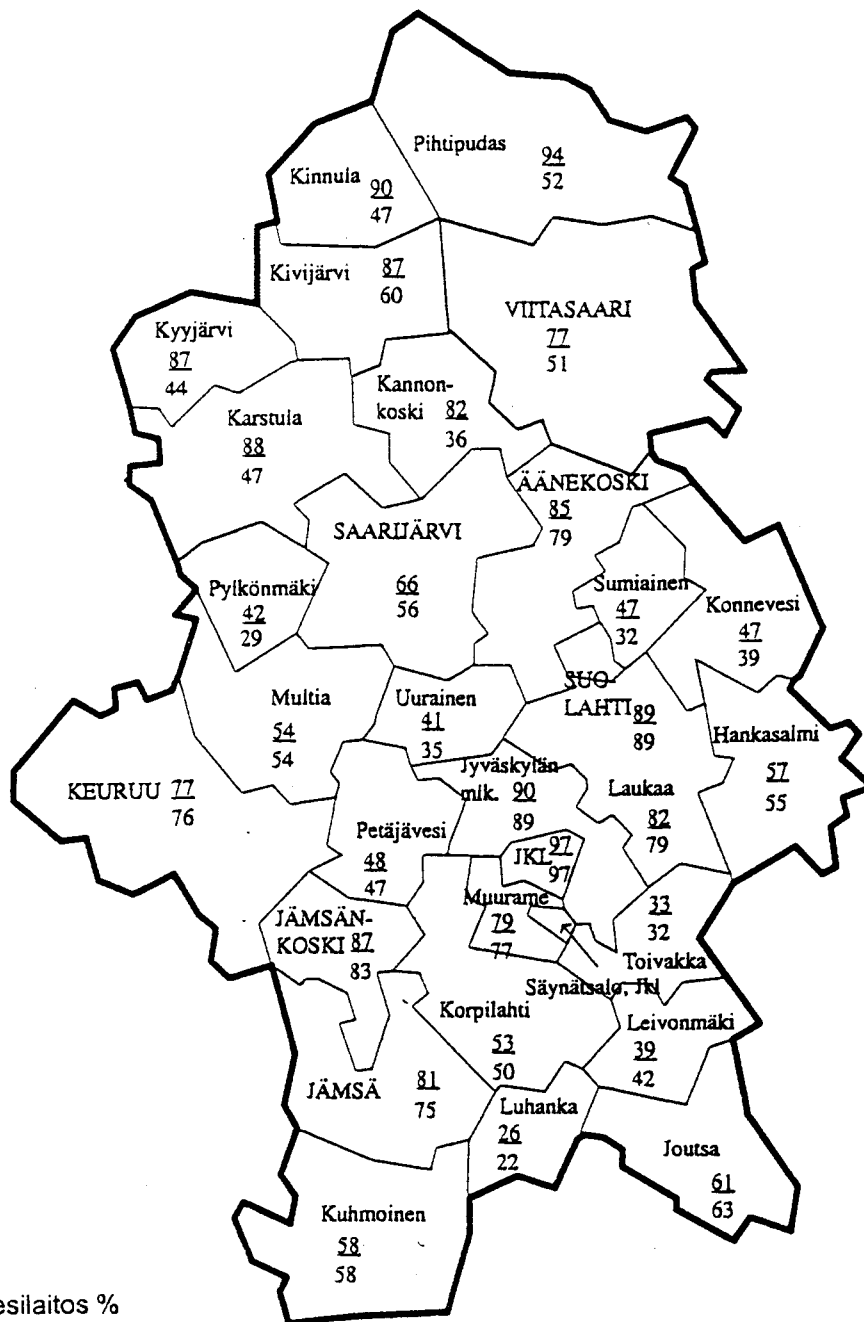 Pihtipudas
94
52
Kinnula
90
47
Kivijärvi
87
60
VIITASAARI
77
51
Kyyjärvi
87
44
Kannon-
koski 82
36
Karstula
88
47
ÄÄNEKOSKI
85
79
SAARIJÄRVI
66
56
Pylkönmäki
42
29
Sumiainen
47
32
Konnevesi
47
39
Multia
54
54
Uurainen
41
35
SUO-
LAHTI 89
89
Hankasalmi
57
55
KEURUU 77
76
Jyväskylän
mlk. 90
89
Laukaa
82
79
Petäjävesi
48
47
JKL 97
97
Muurame
79
77
JÄMSÄN-
KOSKI 87
83
33
32
Toivakka
Säynätsalo, Jkl
Korpilahti
53
50
Leivonmäki
39
42
JÄMSÄ 81
75
Luhanka
26
22
Joutsa
61
63
Kuhmoinen
58
58
esilaitos %